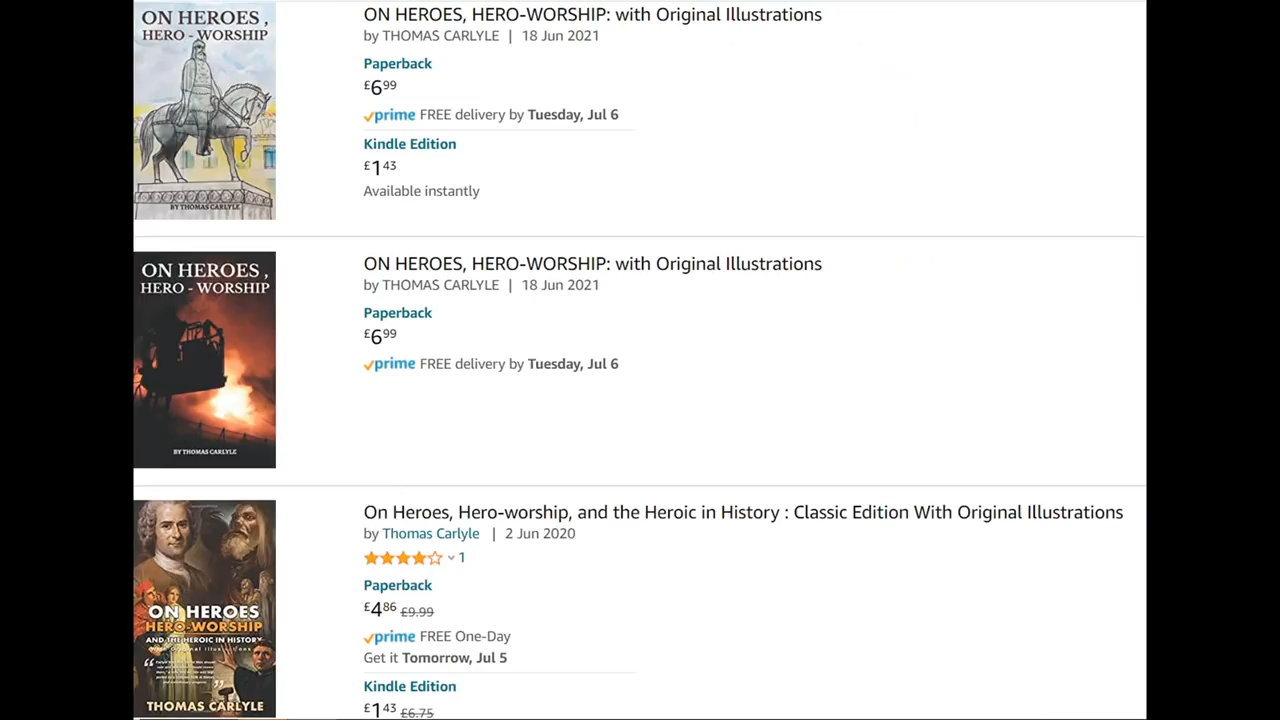 ON HEROES ,
HERO - WORSHIP
BY THOMAS CARLYLE
ON HEROES, HERO-WORSHIP: with Original Illustrations
by THOMAS CARLYLE | 18 Jun 2021
Paperback
£6.99
prime FREE delivery by Tuesday, Jul 6
Kindle Edition
£1.43
Available instantly
ON HEROES ,
HERO - WORSHIP
BY THOMAS CARLYLE
ON HEROES, HERO-WORSHIP: with Original Illustrations
by THOMAS CARLYLE | 18 Jun 2021
Paperback
£6.99
prime FREE delivery by Tuesday, Jul 6
ON HEROES
HERO-WORSHIP
AND THE HEROIC IN HISTORY
With Original Illustrations
THOMAS CARLYLE
On Heroes, Hero-worship, and the Heroic in History : Classic Edition With Original Illustrations
by Thomas Carlyle | 2 Jun 2020
1
Paperback
£4.86 £9.99
prime FREE One-Day
Get it Tomorrow, Jul 5
Kindle Edition
£1.43 £6.75